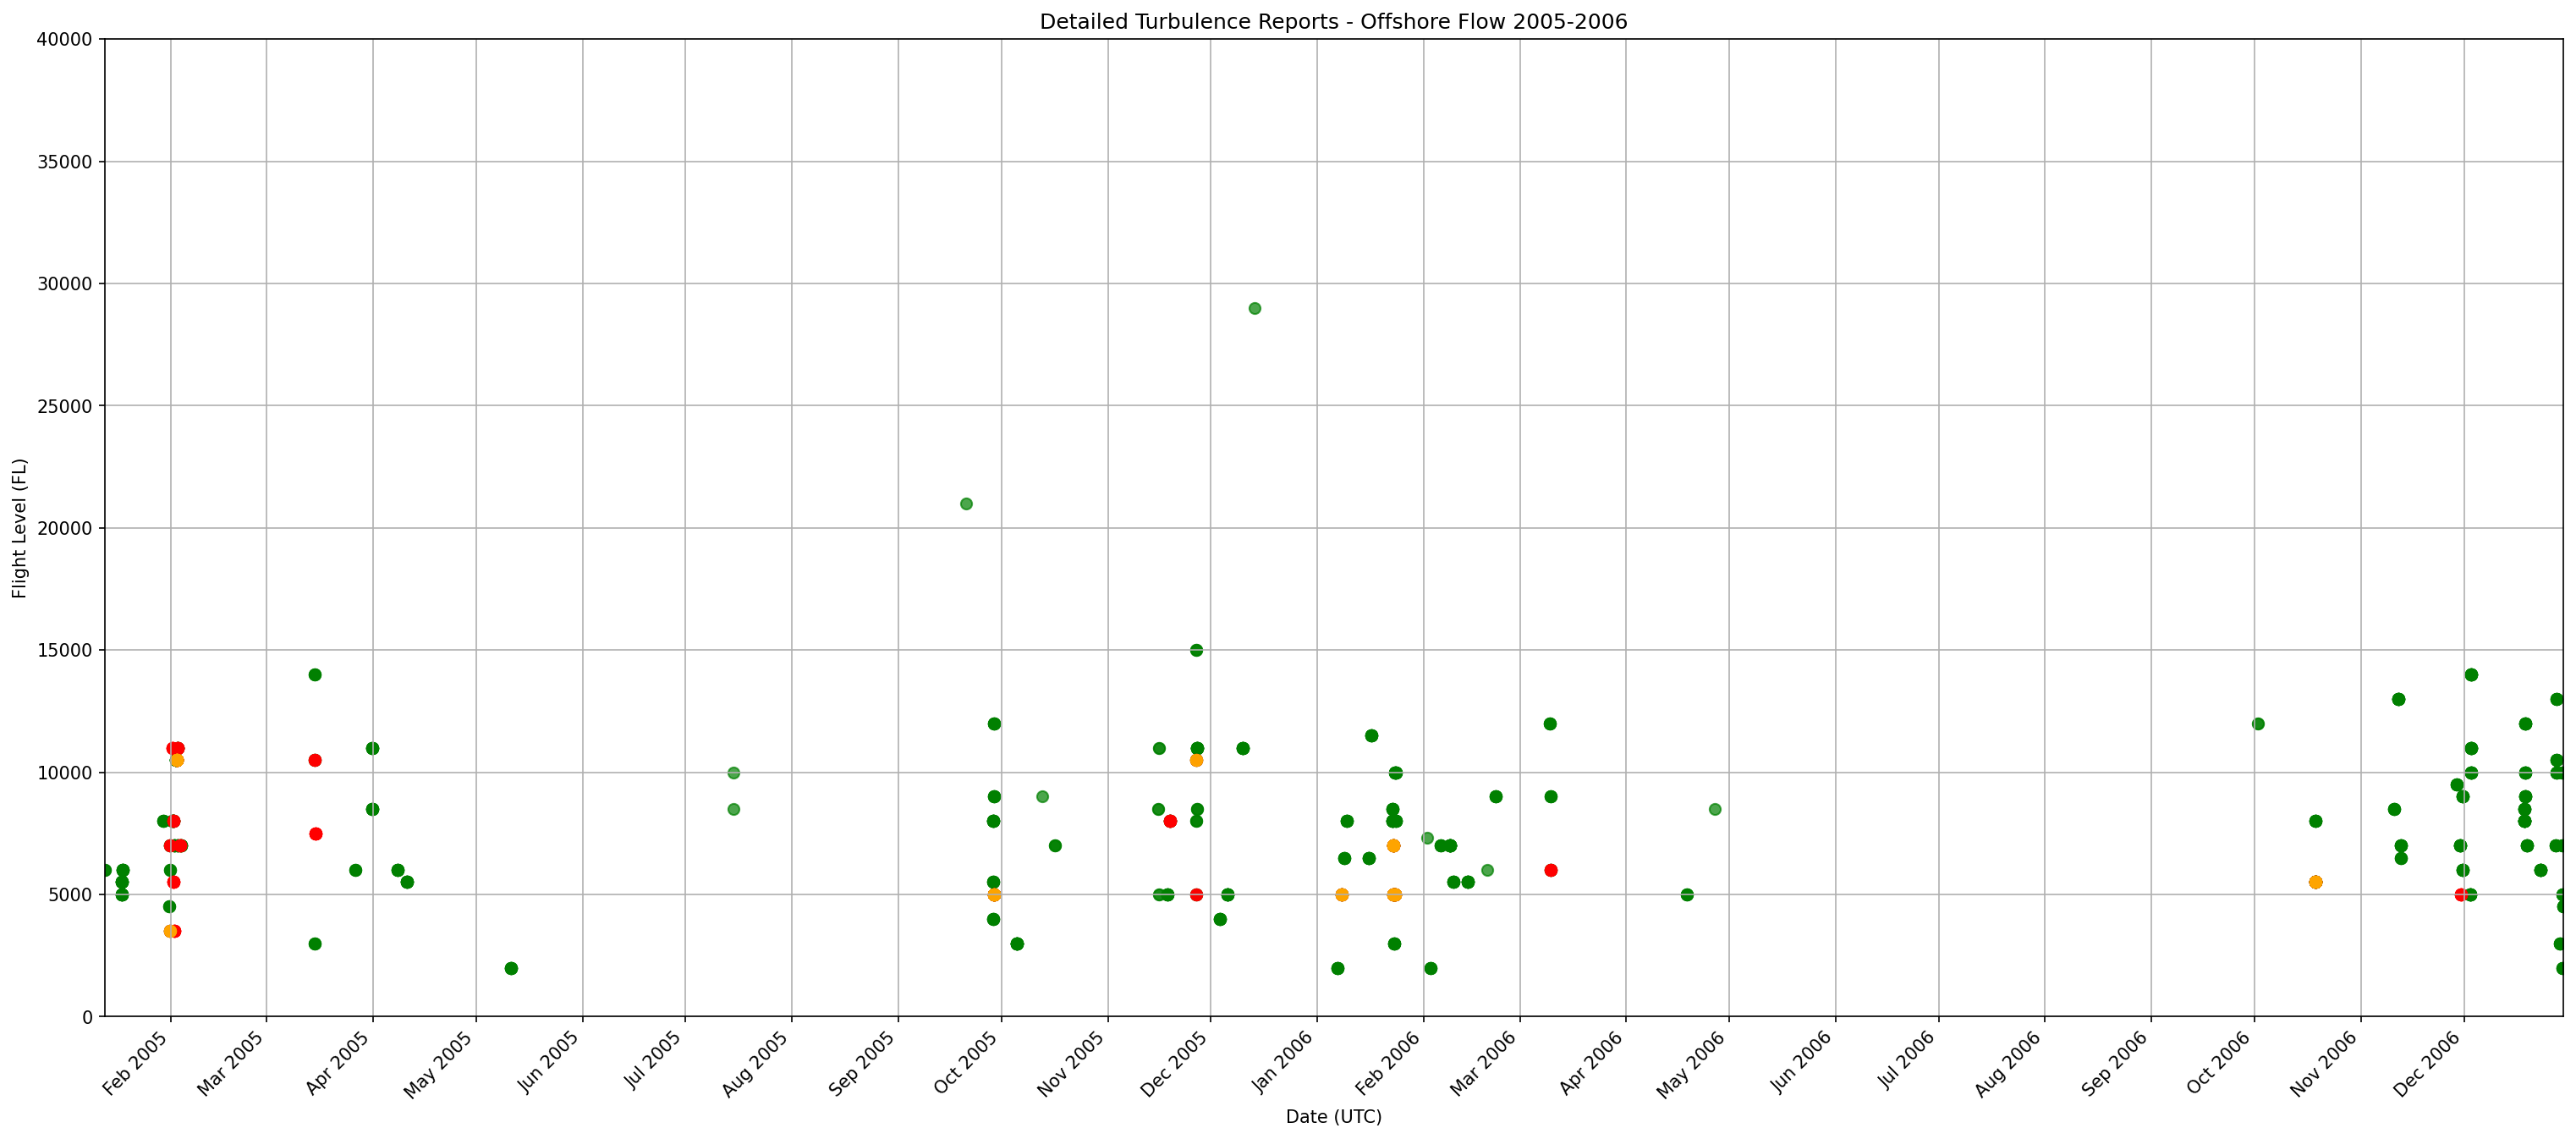 Detailed Turbulence Reports - Offshore Flow 2005-2006
40000
35000
30000
25000
20000
15000
10000
5000
0
Flight Level (FL)
Feb 2005
Mar 2005
Apr 2005
May 2005
Jun 2005
Jul 2005
Aug 2005
Sep 2005
Oct 2005
Nov 2005
Dec 2005
Jan 2006
Feb 2006
Mar 2006
Apr 2006
May 2006
Jun 2006
Jul 2006
Aug 2006
Sep 2006
Oct 2006
Nov 2006
Dec 2006
Date (UTC)